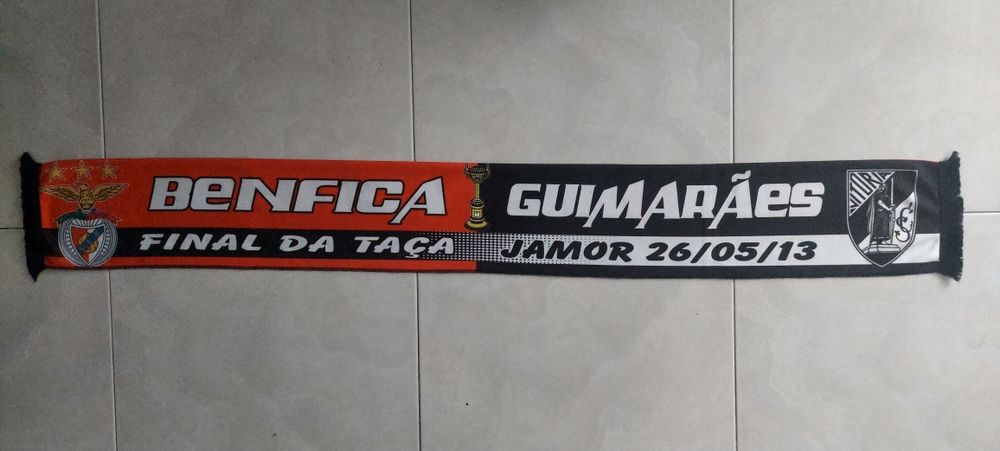 BENFICA
GUIMARÃES
FINAL DA TAÇA
JAMOR 26/05/13